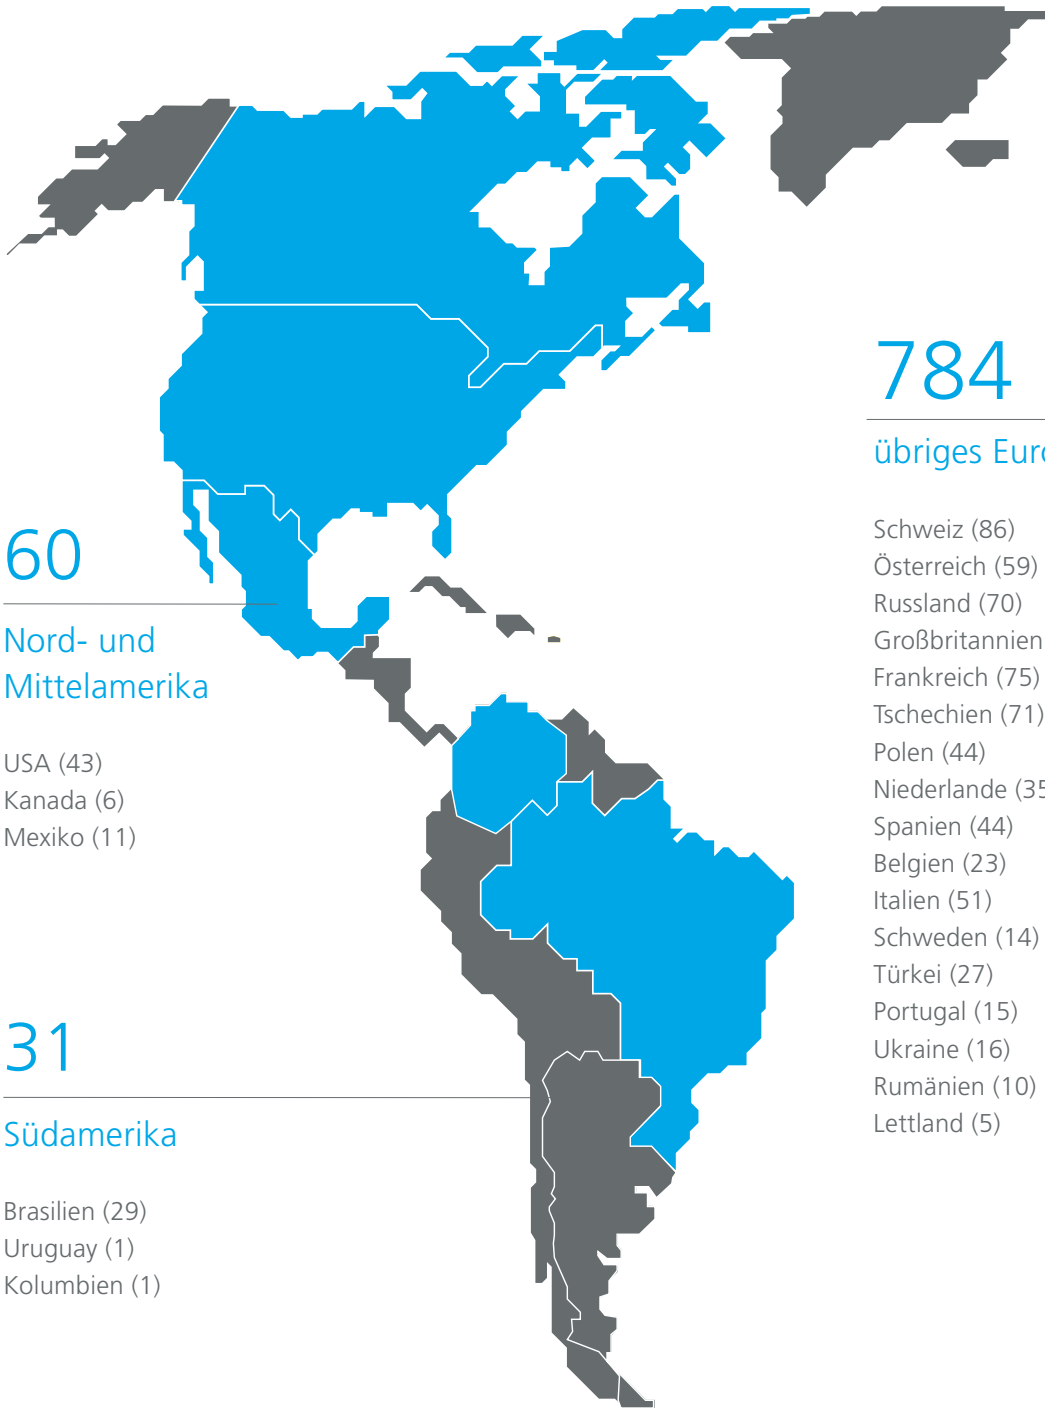 60
Nord- und
Mittelamerika
USA (43)
Kanada (6)
Mexiko (11)
31
Südamerika
Brasilien (29)
Uruguay (1)
Kolumbien (1)
784
übriges
Schweiz (86)
Österreich (59)
Russland (70)
Großbritannien
Frankreich (75)
Tschechien (71)
Polen (44)
Niederlande (35
Spanien (44)
Belgien (23)
Italien (51)
Schweden (14)
Türkei (27)
Portugal (15)
Ukraine (16)
Rumänien (10)
Lettland (5)